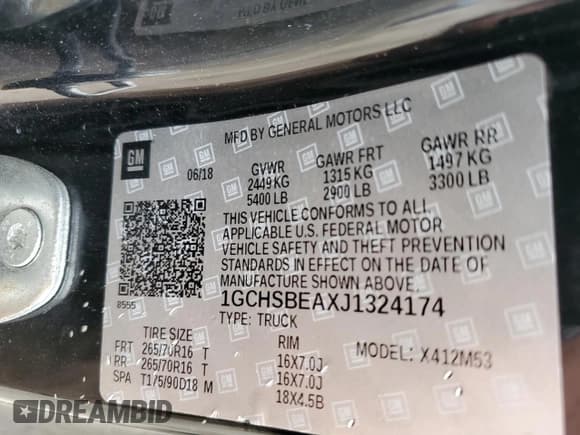 MFD BY GENERAL MOTORS LLC
GM
06/18
GVWR GAWR FRT GAWR RR
2449 KG 1315 KG 1497 KG
5400 LB 2900 LB 3300 LB
THIS VEHICLE CONFORMS TO ALL
APPLICABLE U.S. FEDERAL MOTOR
VEHICLE SAFETY AND THEFT PREVENTION
STANDARDS IN EFFECT ON THE DATE OF
MANUFACTURE SHOWN ABOVE.
8555
1GCHSBEAXJ1324174
TYPE: TRUCK
TIRE SIZE RIM MODEL: X412M53
FRT 265/70R16 T 16X7.0J
RR 265/70R16 T 16X7.0J
SPA T1/5/90D18 M 18X4.5B
DREAMBID